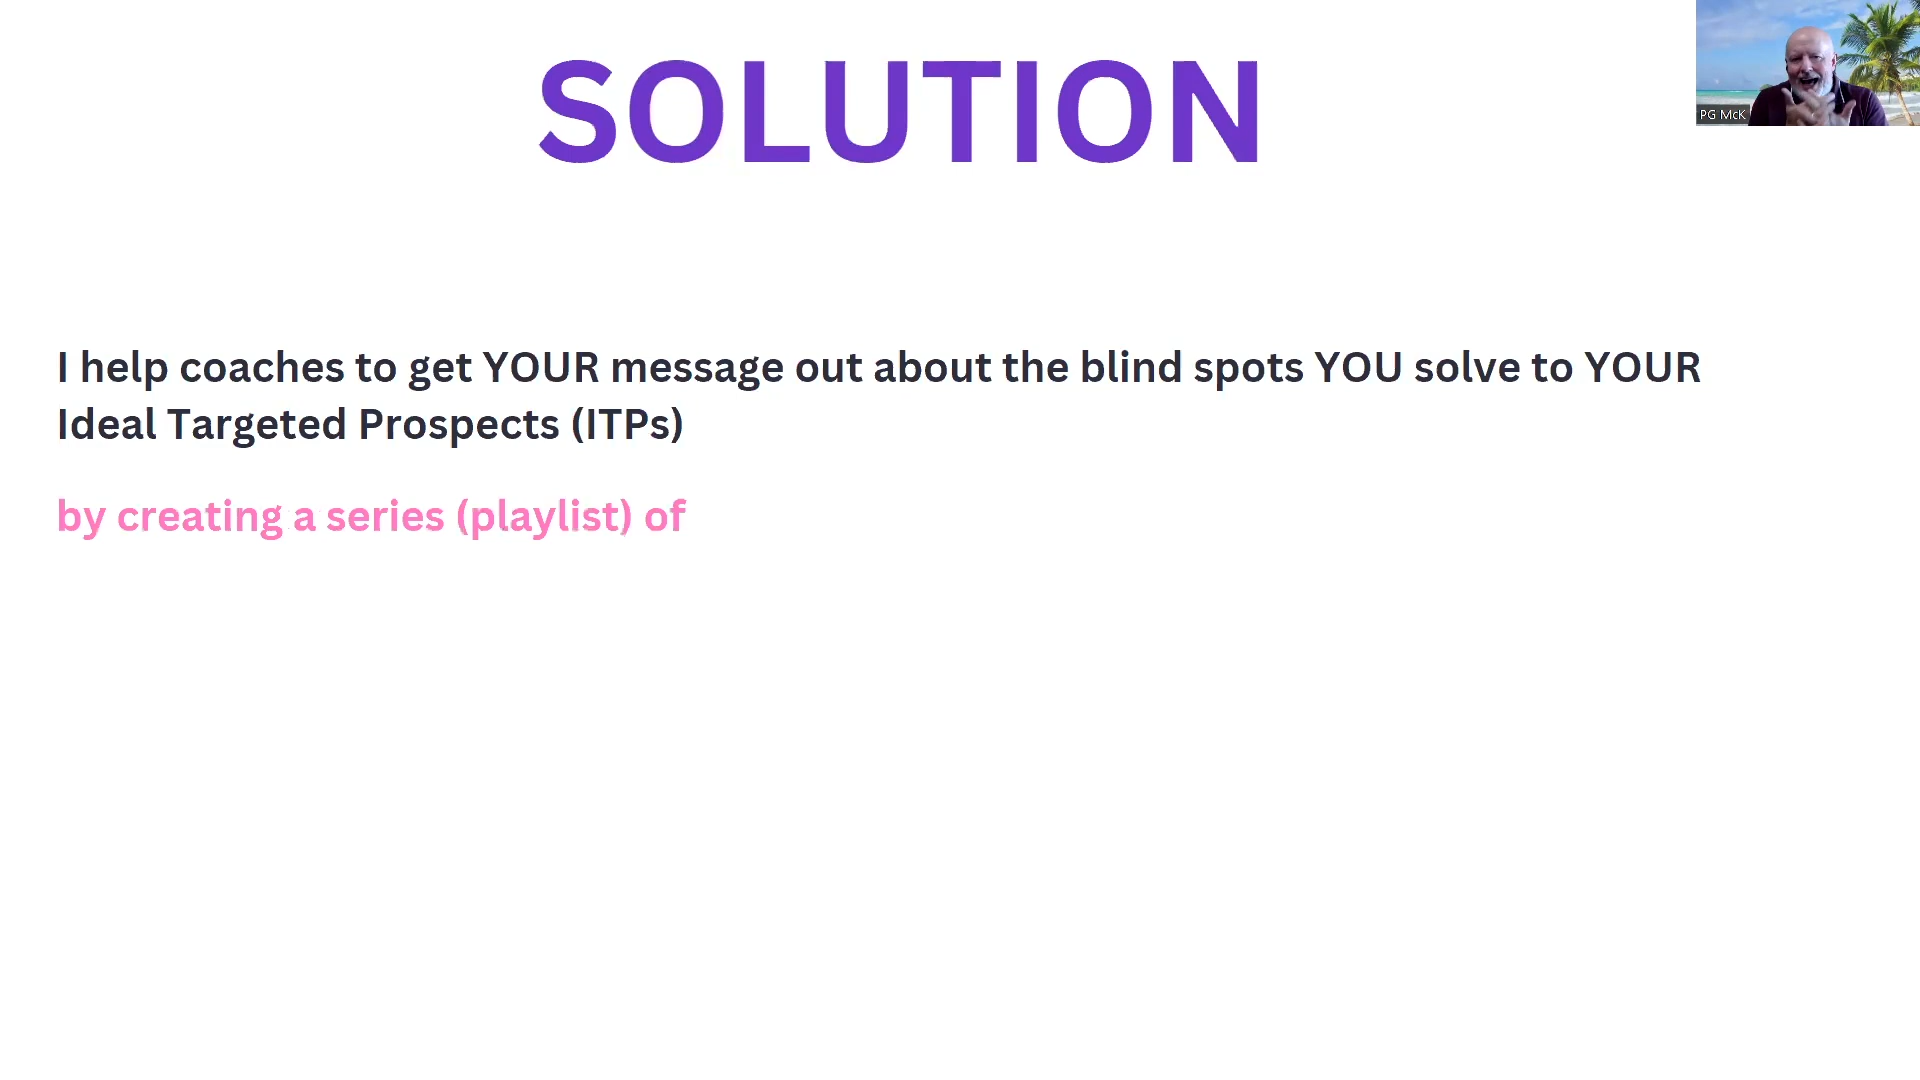 SOLUTION
PG McK
I help coaches to get YOUR message out about the blind spots YOU solve to YOUR
Ideal Targeted Prospects (ITPs)
by creating a series (playlist) of